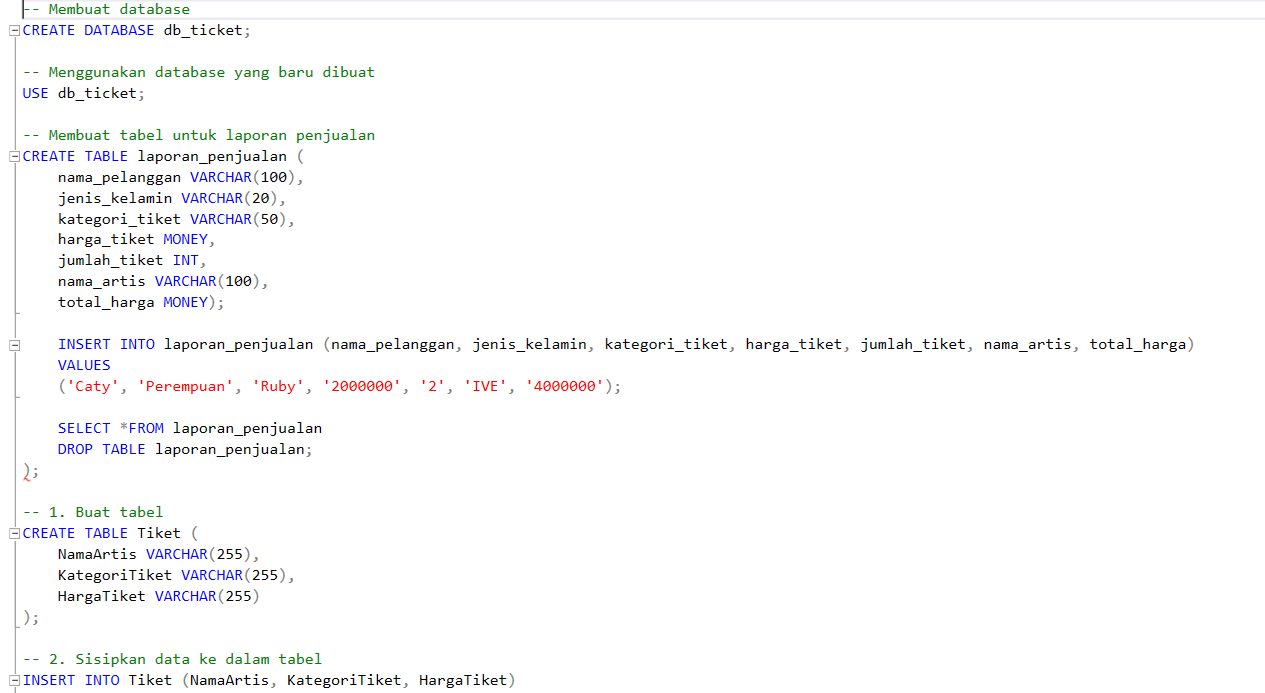 -- Membuat database
CREATE DATABASE db_ticket;
-- Menggunakan database yang baru dibuat
USE db_ticket;
-- Membuat tabel untuk laporan penjualan
CREATE TABLE laporan_penjualan (
nama_pelanggan VARCHAR(100),
jenis_kelamin VARCHAR(20),
kategori_tiket VARCHAR(50),
harga_tiket MONEY,
jumlah_tiket INT,
nama_artis VARCHAR(100),
total_harga MONEY);
INSERT INTO laporan_penjualan (nama_pelanggan, jenis_kelamin, kategori_tiket, harga_tiket, jumlah_tiket, nama_artis, total_harga)
VALUES
('Caty', 'Perempuan', 'Ruby', '2000000', '2', 'IVE', '4000000');
SELECT *FROM laporan_penjualan
DROP TABLE laporan_penjualan;
);
-- 1. Buat tabel
CREATE TABLE Tiket (
NamaArtis VARCHAR(255),
KategoriTiket VARCHAR(255),
HargaTiket VARCHAR(255)
);
-- 2. Sisipkan data ke dalam tabel
INSERT INTO Tiket (NamaArtis, KategoriTiket, HargaTiket)